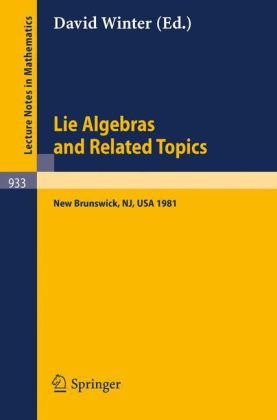 David Winter (Ed.)
Lecture Notes in Mathematics
Lie Algebras
and Related Topics
933
New Brunswick, NJ, USA 1981
Springer